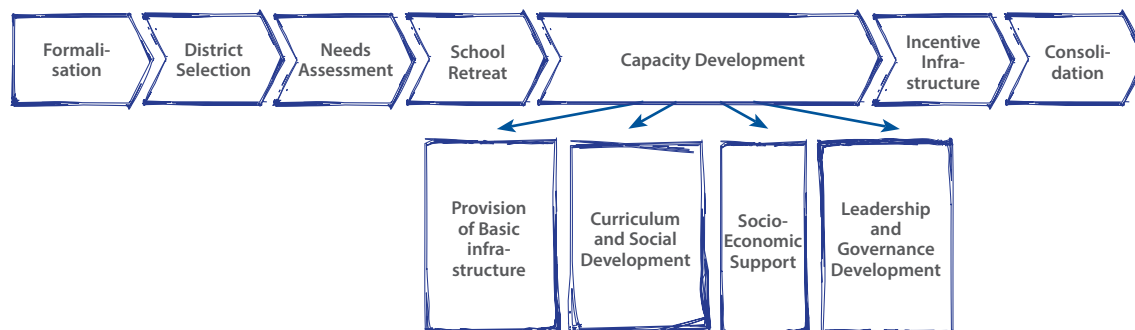 Formali-
sation
District
Selection
Needs
Assessment
School
Retreat
Capacity Development
Incentive
Infra-
structure
Consoli-
dation
Provision
of Basic
infra-
structure
Curriculum
and Social
Development
Socio-
Economic
Support
Leadership
and
Governance
Development